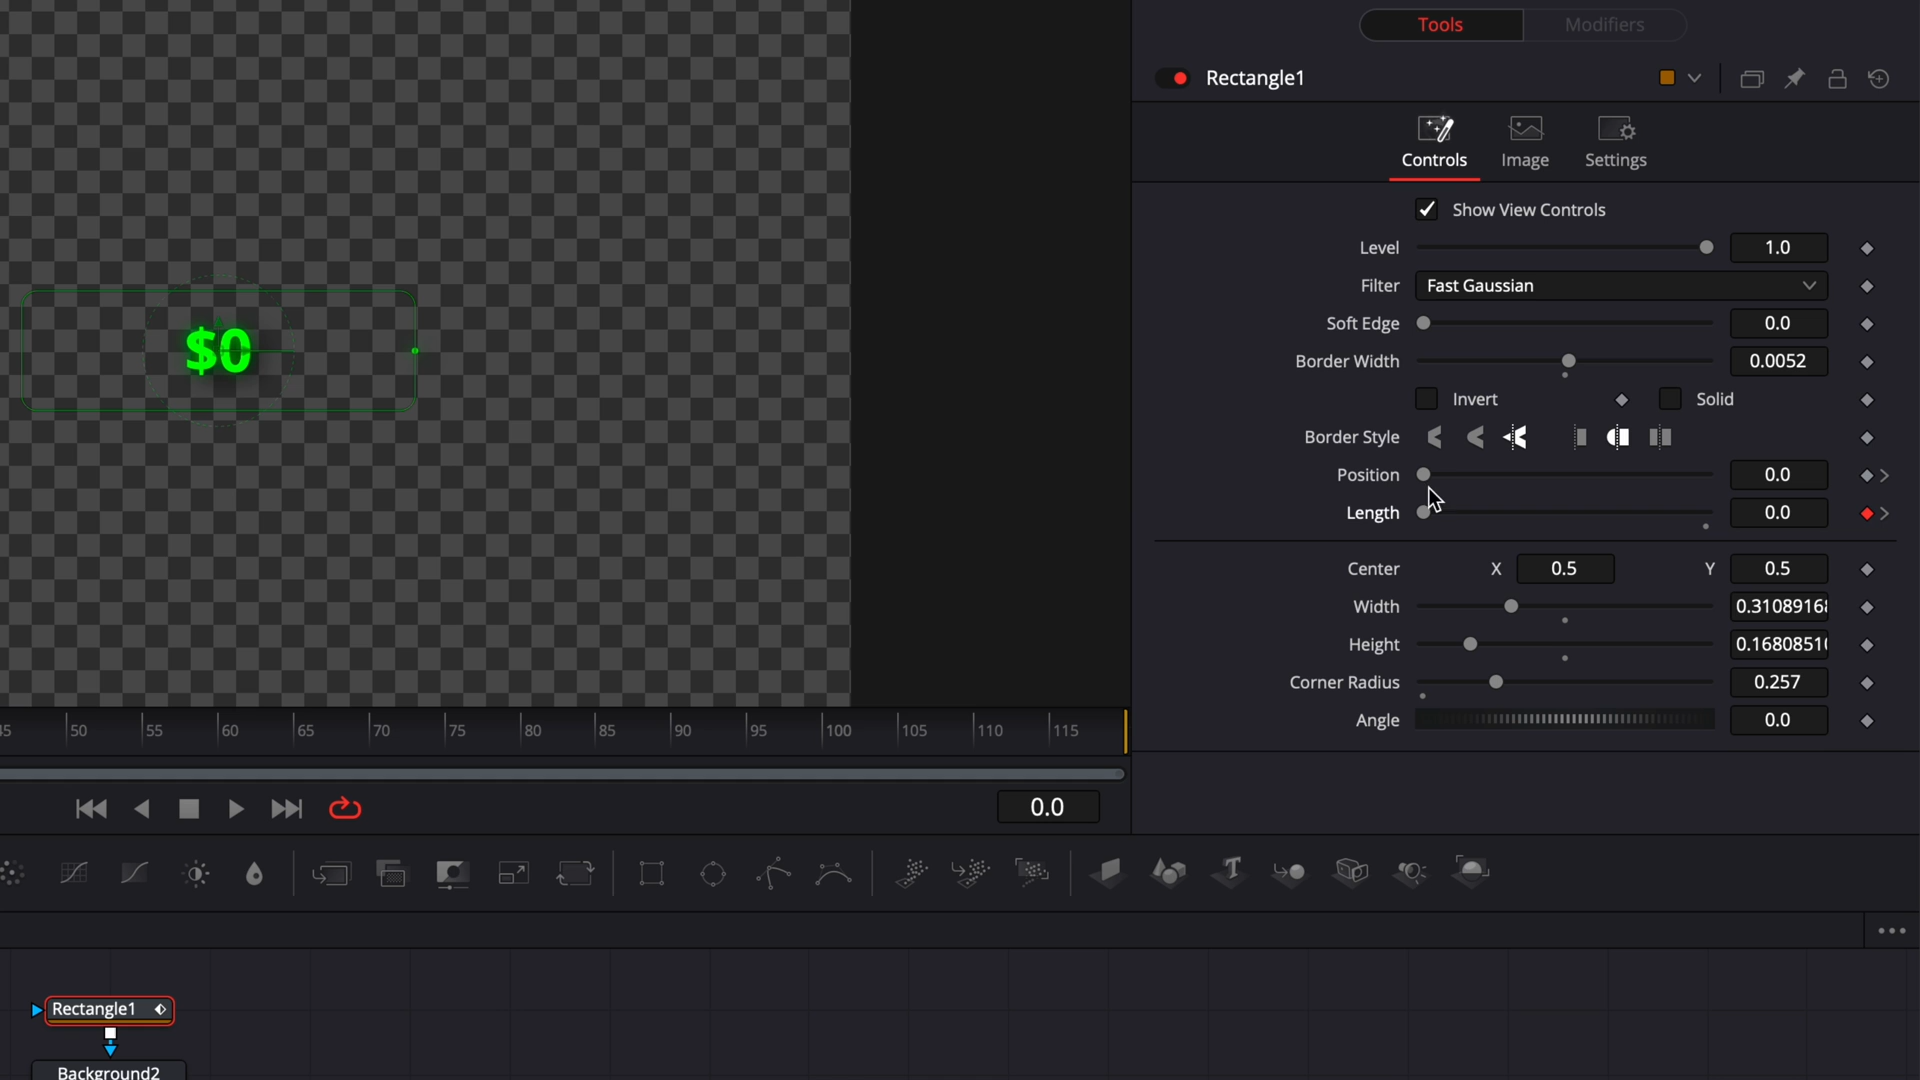 Tools Modifiers
Rectangle1
Controls Image Settings
Show View Controls
Level 1.0
Filter Fast Gaussian
Soft Edge 0.0
Border Width 0.0052
Invert Solid
Border Style
Position 0.0
Length 0.0
Center X 0.5 Y 0.5
Width 0.3108916
Height 0.1680851
Corner Radius 0.257
Angle 0.0
$0
45 50 55 60 65 70 75 80 85 90 95 100 105 110 115
0.0
Rectangle1
Background2